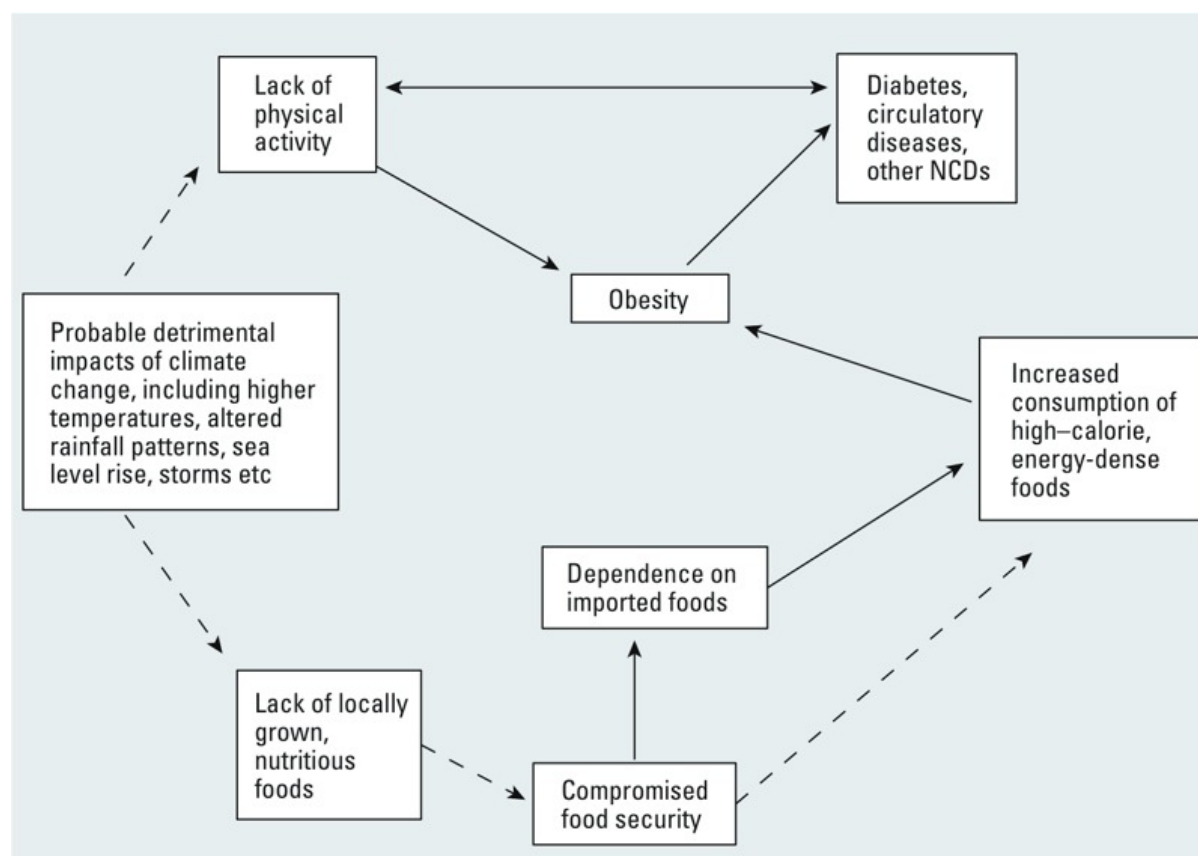 Lack of
physical
activity
Diabetes,
circulatory
diseases,
other NCDs
Obesity
Probable detrimental
impacts of climate
change, including higher
temperatures, altered
rainfall patterns, sea
level rise, storms etc
Increased
consumption of
high–calorie,
energy-dense
foods
Dependence on
imported foods
Lack of locally
grown,
nutritious
foods
Compromised
food security